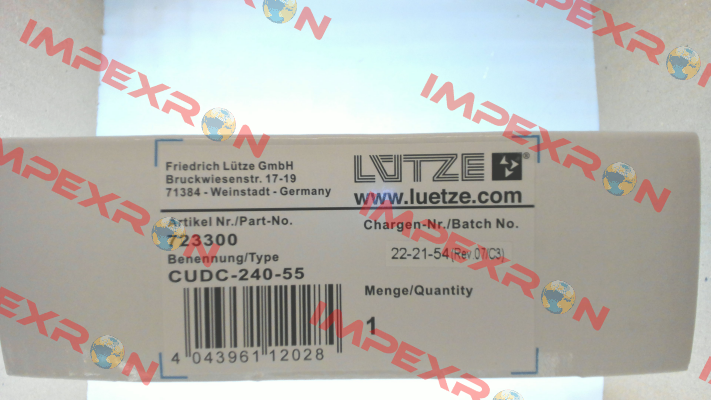 IMPEXRON
Friedrich Lütze GmbH
Bruckwiesenstr. 17-19
71384 - Weinstadt - Germany
LÜTZE ®
www.luetze.com
Artikel Nr./Part-No.
723300
Benennung/Type
CUDC-240-55
Chargen-Nr./Batch No.
22-21-54(Rev.07/C3)
Menge/Quantity
1
4 043961 12028
IMPEXRON
IMPEXRON
IMPEXRON
IMPEXRON
IMPEXRON